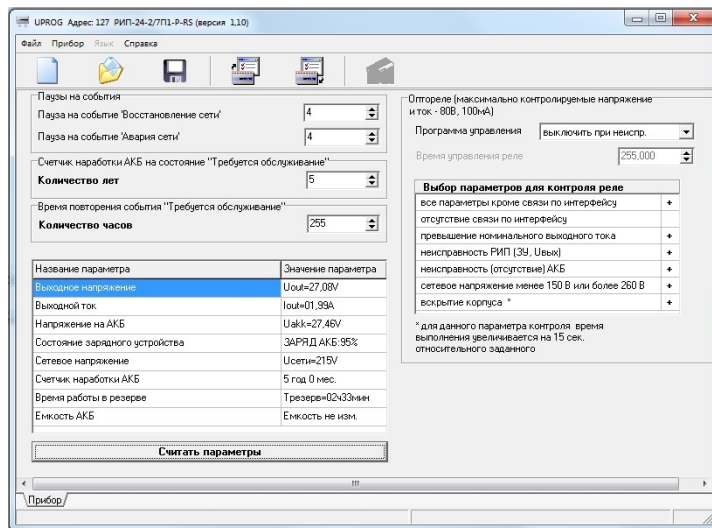 UPROG Адрес: 127 РИП-24-2/7П1-Р-RS (версия 1,10)
Файл Прибор Язык Справка
Паузы на события
Пауза на событие 'Восстановление сети' 4
Пауза на событие 'Авария сети' 4
Счетчик наработки АКБ на состояние "Требуется обслуживание"
Количество лет 5
Время повторения события "Требуется обслуживание"
Количество часов 255
Название параметра Значение параметра
Выходное напряжение Uout=27,08V
Выходной ток Iout=01,99A
Напряжение на АКБ Uakk=27,46V
Состояние зарядного устройства ЗАРЯД АКБ:95%
Сетевое напряжение Uсети=215V
Счетчик наработки АКБ 5 год 0 мес.
Время работы в резерве Tрезерв=02ч33мин
Емкость АКБ Емкость не изм.
Считать параметры
Оптореле (максимально контролируемые напряжение
и ток - 80В, 100мА)
Программа управления выключить при неиспр.
Время управления реле 255,000
Выбор параметров для контроля реле
все параметры кроме связи по интерфейсу +
отсутствие связи по интерфейсу
превышение номинального выходного тока +
неисправность РИП (ЗУ, Uвых) +
неисправность (отсутствие) АКБ +
сетевое напряжение менее 150 В или более 260 В +
вскрытие корпуса * +
* для данного параметра контроля время
выполнения увеличивается на 15 сек.
относительного заданного
Прибор